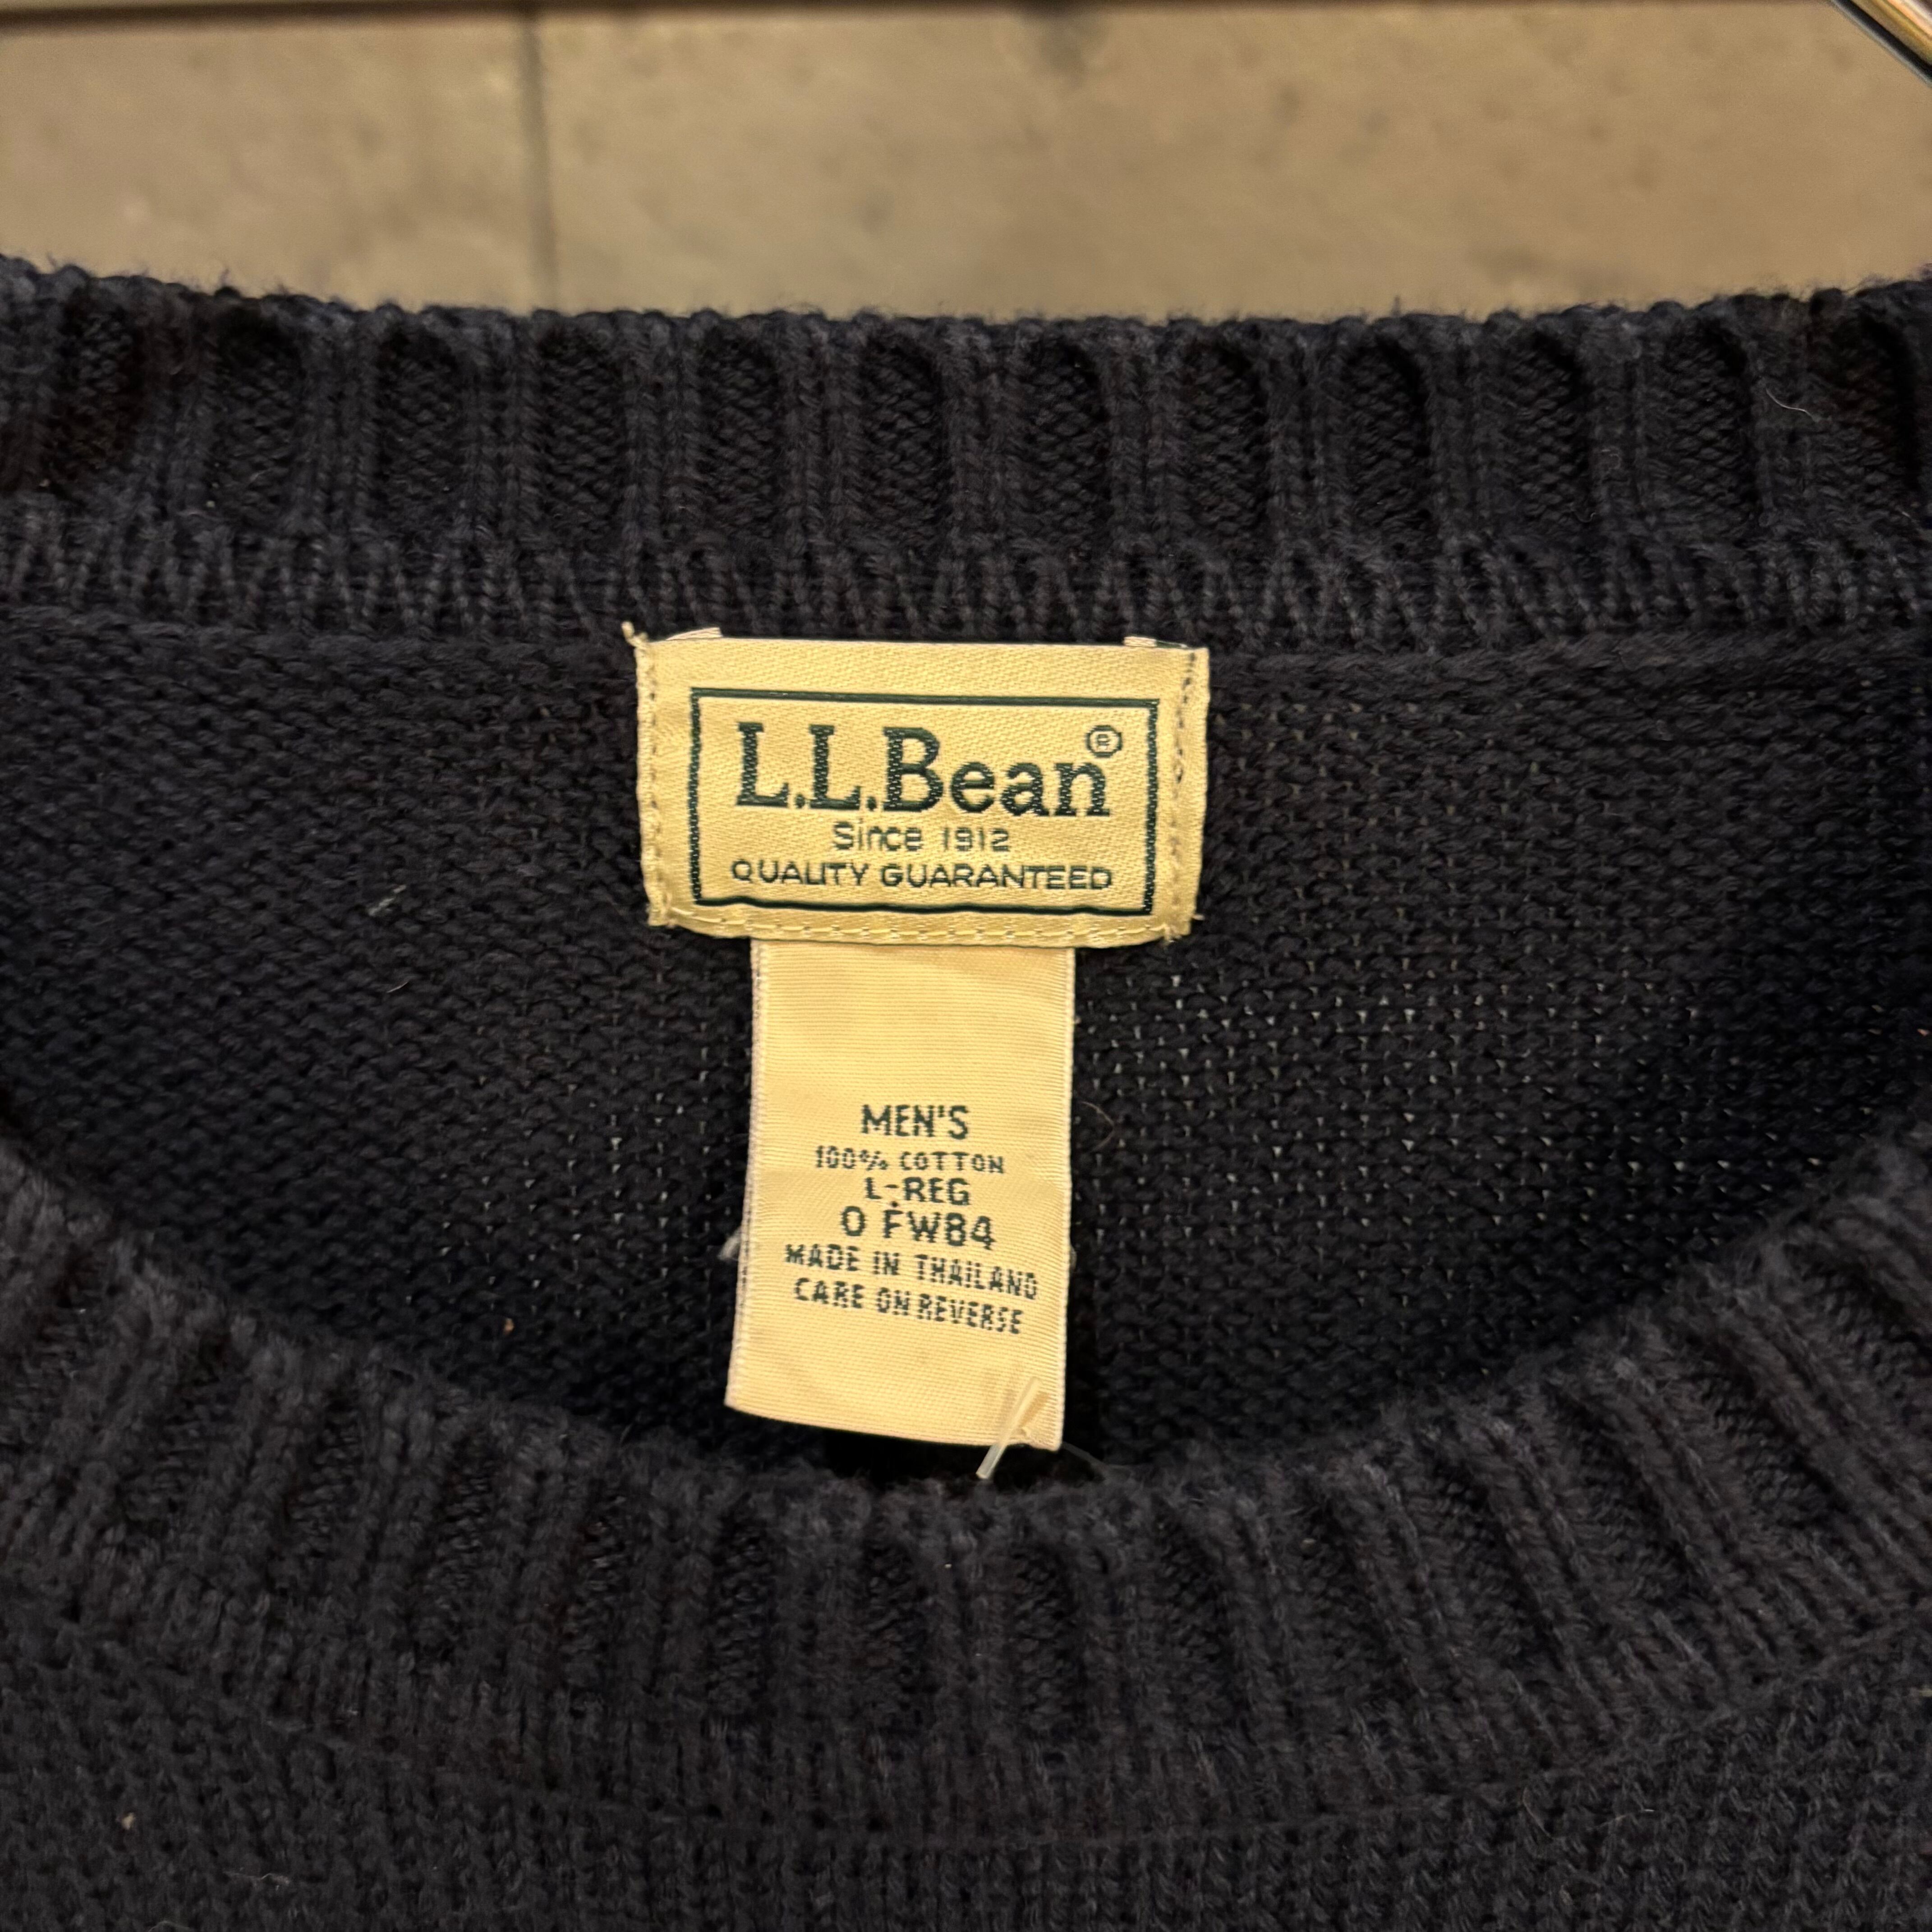 L.L.Bean®
Since 1912
QUALITY GUARANTEED
MEN'S
100% COTTON
L-REG
0 FW84
MADE IN THAILAND
CARE ON REVERSE